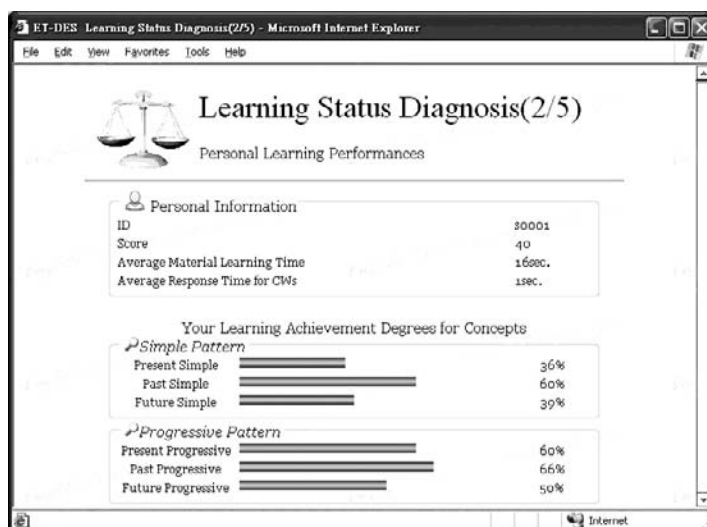 ET-DES Learning Status Diagnosis(2/5) - Microsoft Internet Explorer
File Edit View Favorites Tools Help
Learning Status Diagnosis(2/5)
Personal Learning Performances
Personal Information
ID S0001
Score 40
Average Material Learning Time 16sec.
Average Response Time for CWs 1sec.
Your Learning Achievement Degrees for Concepts
Simple Pattern
Present Simple 36%
Past Simple 60%
Future Simple 39%
Progressive Pattern
Present Progressive 60%
Past Progressive 66%
Future Progressive 50%
Internet